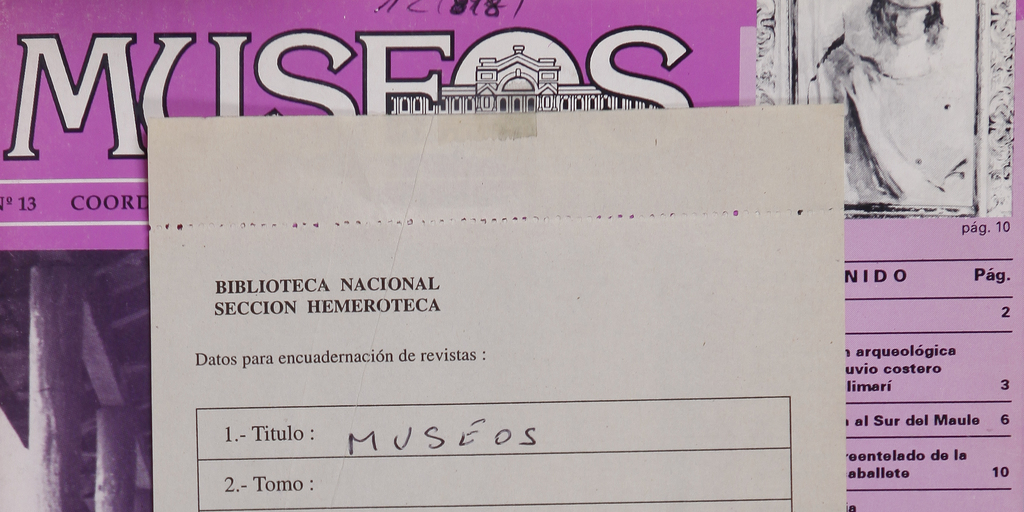 12(818)
MUSEOS
Nº 13 COORD
pág. 10
NIDO Pág.
2
arqueológica
uvio costero
limarí 3
al Sur del Maule 6
reentelado de la
aballete 10
BIBLIOTECA NACIONAL
SECCION HEMEROTECA
Datos para encuadernación de revistas :
1.- Titulo : MUSÉOS
2.- Tomo :